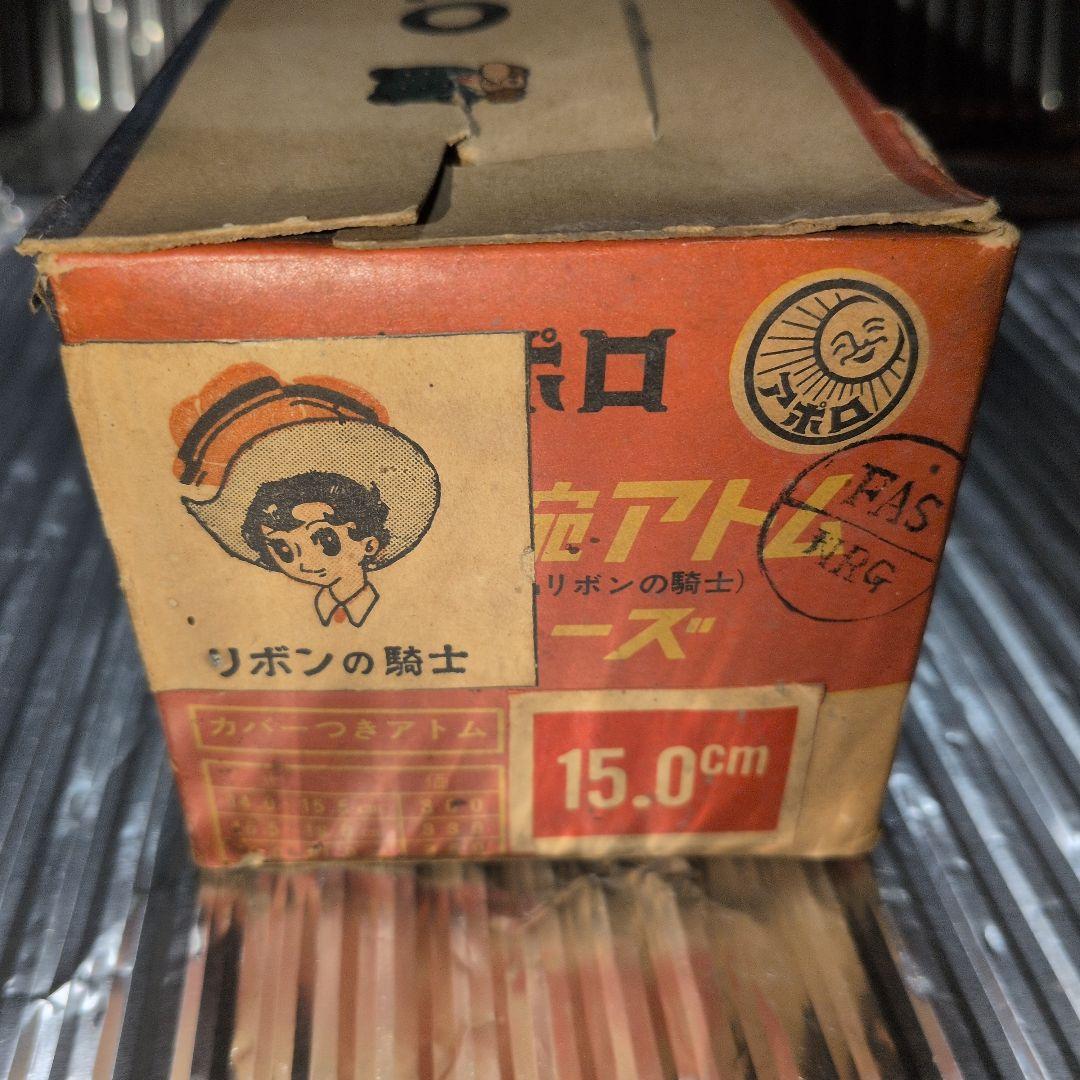 ポロ
アポロ
アトム
FAS
ARG
リボンの騎士)
ーズ
リボンの騎士
カバーつきアトム
15.0cm